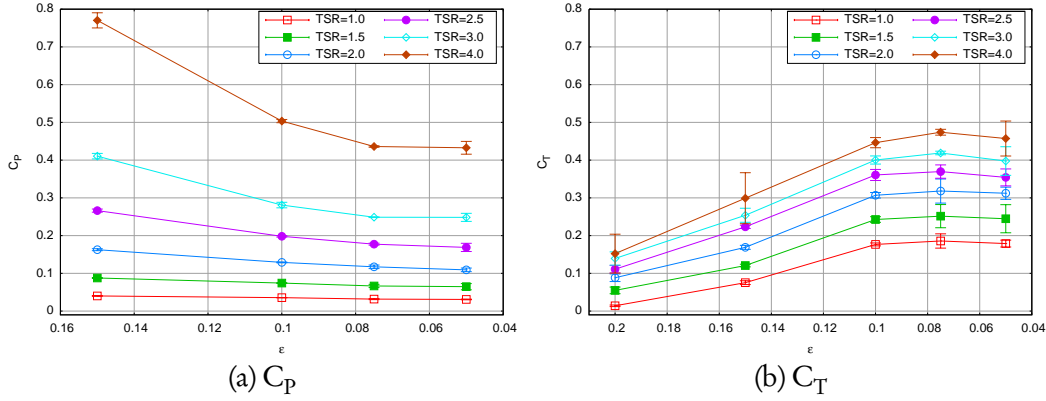 0.8
0.7
0.6
0.5
0.4
0.3
0.2
0.1
0
C_P
TSR=1.0
TSR=1.5
TSR=2.0
TSR=2.5
TSR=3.0
TSR=4.0
0.16 0.14 0.12 0.1 0.08 0.06 0.04
ε
(a) C_P
0.8
0.7
0.6
0.5
0.4
0.3
0.2
0.1
0
C_T
TSR=1.0
TSR=1.5
TSR=2.0
TSR=2.5
TSR=3.0
TSR=4.0
0.2 0.18 0.16 0.14 0.12 0.1 0.08 0.06 0.04
ε
(b) C_T